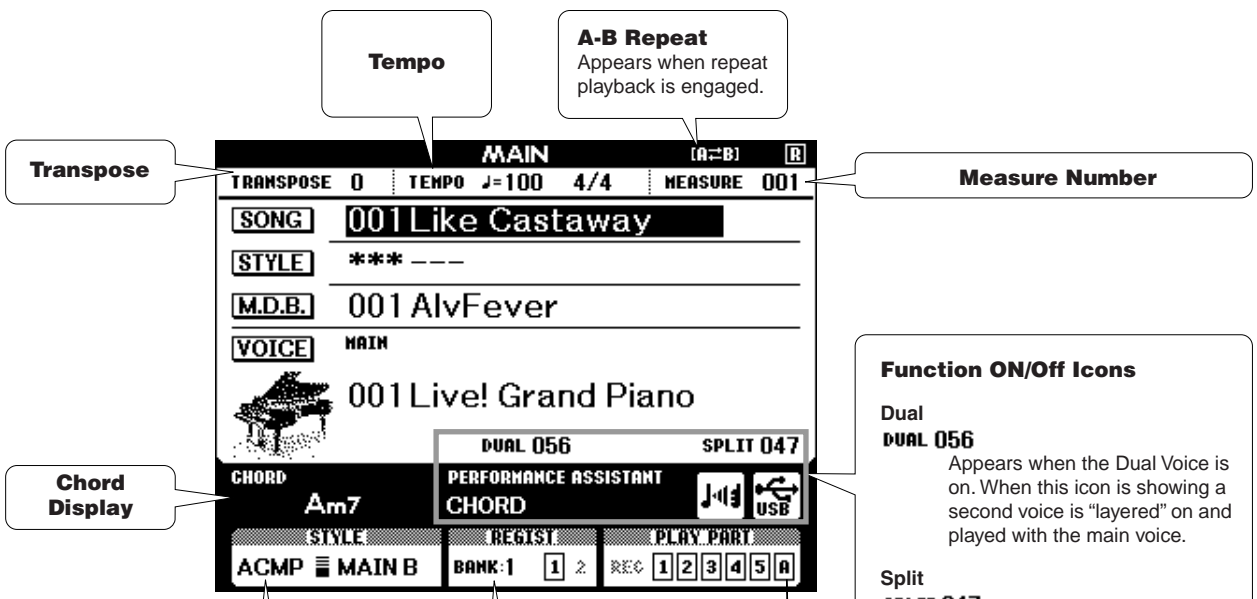 Tempo
A-B Repeat
Appears when repeat
playback is engaged.
Transpose
MAIN [A⇄B] R
TRANSPOSE 0 TEMPO ♩=100 4/4 MEASURE 001
Measure Number
SONG 001 Like Castaway
STYLE *** ---
M.D.B. 001 AlvFever
VOICE MAIN
001 Live! Grand Piano
DUAL 056 SPLIT 047
Chord
Display
CHORD
Am7
PERFORMANCE ASSISTANT
CHORD
USB
STYLE REGIST PLAY PART
ACMP MAIN B BANK:1 1 2 REC 1 2 3 4 5 A
Function ON/Off Icons
Dual
DUAL 056
Appears when the Dual Voice is
on. When this icon is showing a
second voice is “layered” on and
played with the main voice.
Split